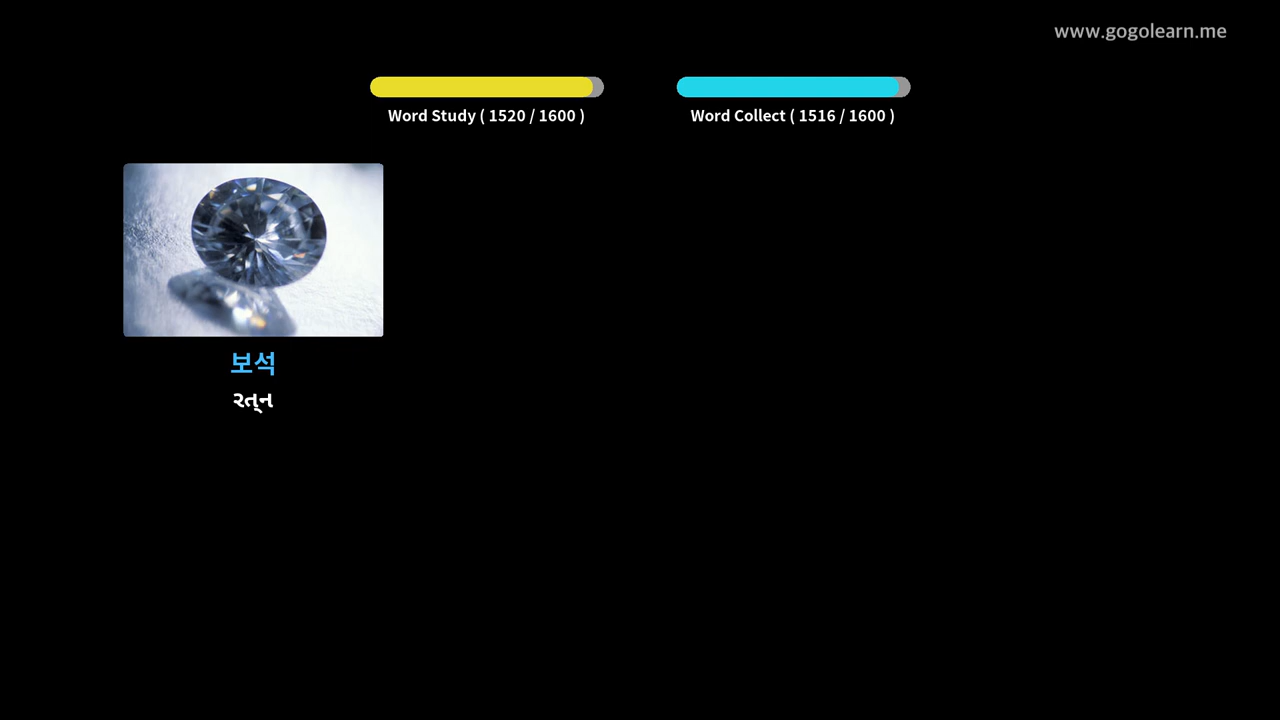 www.gogolearn.me
Word Study ( 1520 / 1600 )
Word Collect ( 1516 / 1600 )
보석
રત્ન